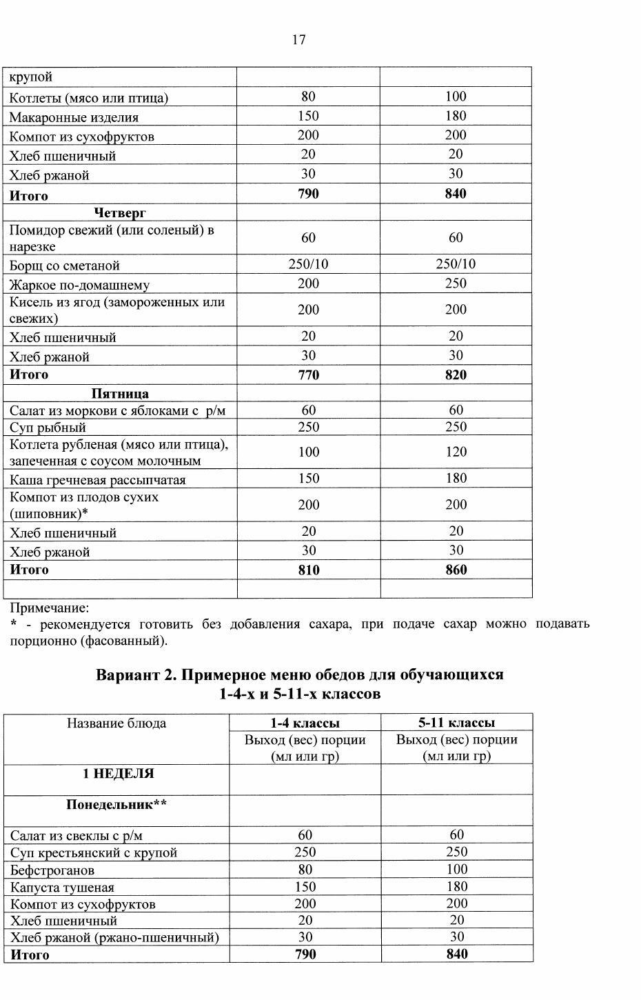 17
крупой
Котлеты (мясо или птица) 80 100
Макаронные изделия 150 180
Компот из сухофруктов 200 200
Хлеб пшеничный 20 20
Хлеб ржаной 30 30
Итого 790 840
Четверг
Помидор свежий (или соленый) в
нарезке 60 60
Борщ со сметаной 250/10 250/10
Жаркое по-домашнему 200 250
Кисель из ягод (замороженных или
свежих) 200 200
Хлеб пшеничный 20 20
Хлеб ржаной 30 30
Итого 770 820
Пятница
Салат из моркови с яблоками с р/м 60 60
Суп рыбный 250 250
Котлета рубленая (мясо или птица),
запеченная с соусом молочным 100 120
Каша гречневая рассыпчатая 150 180
Компот из плодов сухих
(шиповник)* 200 200
Хлеб пшеничный 20 20
Хлеб ржаной 30 30
Итого 810 860
Примечание:
* - рекомендуется готовить без добавления сахара, при подаче сахар можно подавать
порционно (фасованный).
Вариант 2. Примерное меню обедов для обучающихся
1-4-х и 5-11-х классов
Название блюда 1-4 классы 5-11 классы
Выход (вес) порции Выход (вес) порции
(мл или гр) (мл или гр)
1 НЕДЕЛЯ
Понедельник**
Салат из свеклы с р/м 60 60
Суп крестьянский с крупой 250 250
Бефстроганов 80 100
Капуста тушеная 150 180
Компот из сухофруктов 200 200
Хлеб пшеничный 20 20
Хлеб ржаной (ржано-пшеничный) 30 30
Итого 790 840